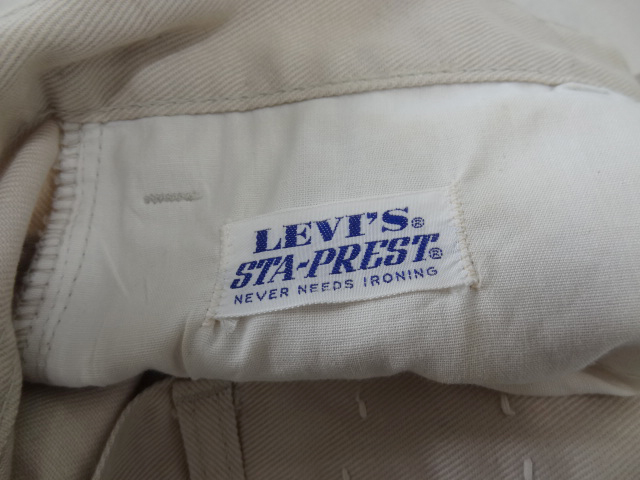 LEVI'S®
STA-PREST®
NEVER NEEDS IRONING